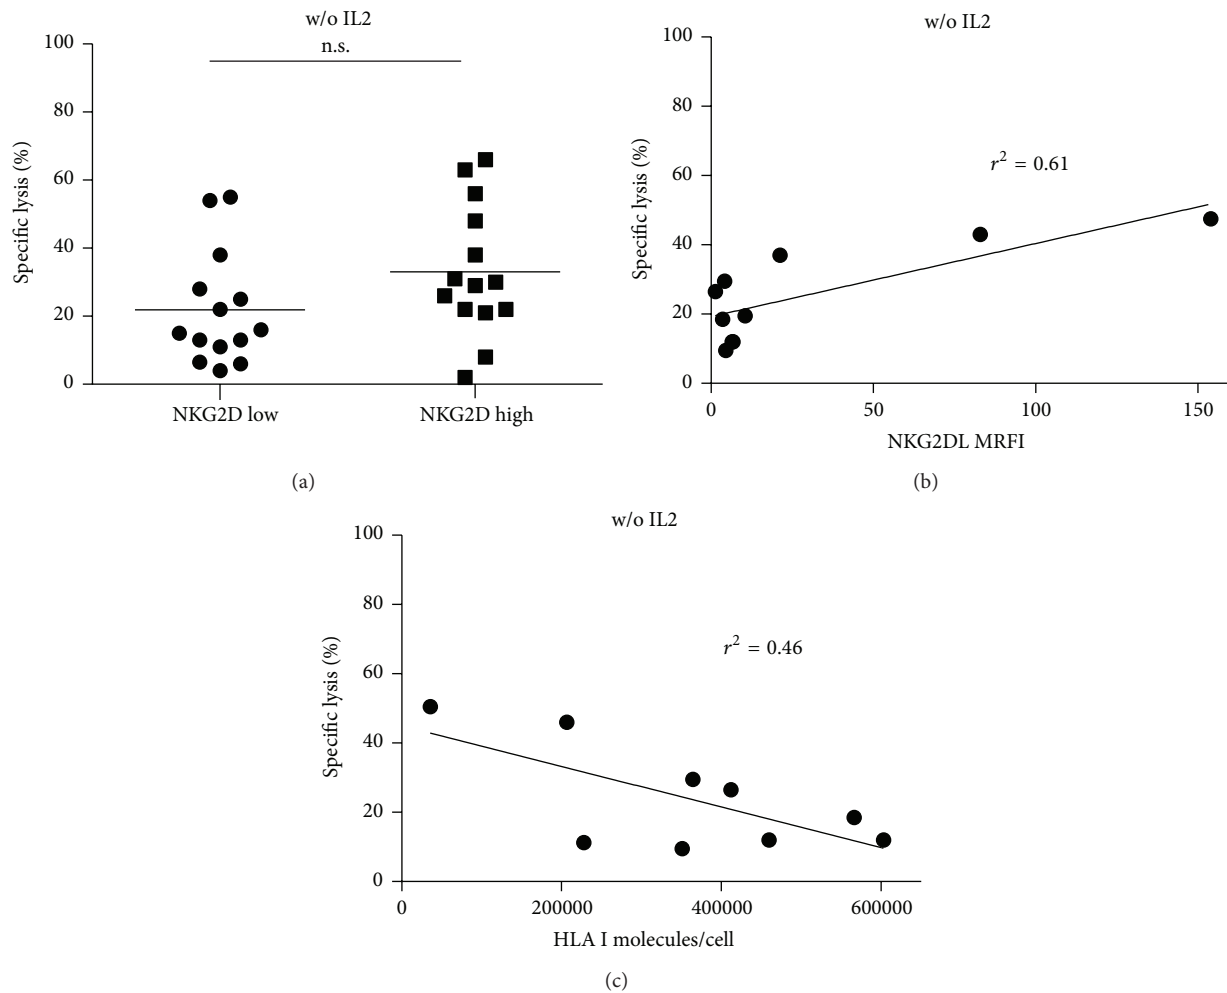 w/o IL2
n.s.
100
80
60
40
20
0
Specific lysis (%)
NKG2D low
NKG2D high
(a)
w/o IL2
100
80
60
40
20
0
Specific lysis (%)
r² = 0.61
0
50
100
150
NKG2DL MRFI
(b)
w/o IL2
100
80
60
40
20
0
Specific lysis (%)
r² = 0.46
0
200000
400000
600000
HLA I molecules/cell
(c)